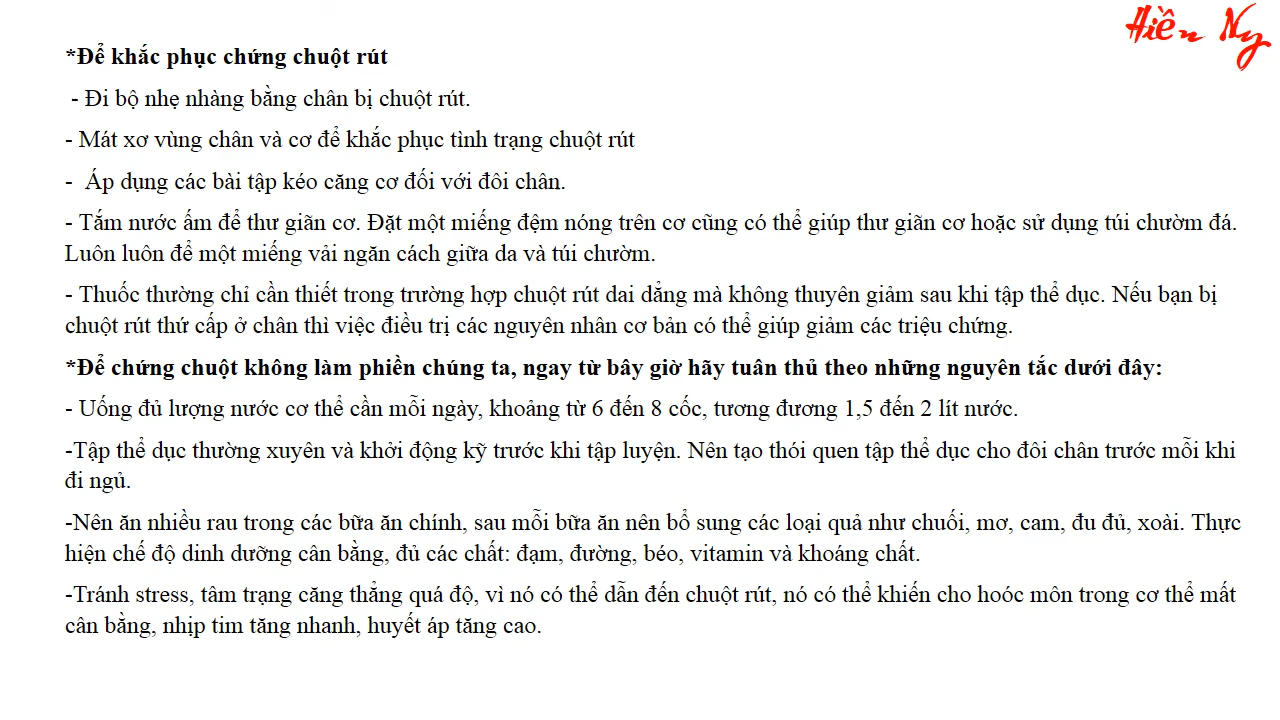 Hiền Ny
*Để khắc phục chứng chuột rút
- Đi bộ nhẹ nhàng bằng chân bị chuột rút.
- Mát xơ vùng chân và cơ để khắc phục tình trạng chuột rút
- Áp dụng các bài tập kéo căng cơ đối với đôi chân.
- Tắm nước ấm để thư giãn cơ. Đặt một miếng đệm nóng trên cơ cũng có thể giúp thư giãn cơ hoặc sử dụng túi chườm đá.
Luôn luôn để một miếng vải ngăn cách giữa da và túi chườm.
- Thuốc thường chỉ cần thiết trong trường hợp chuột rút dai dẳng mà không thuyên giảm sau khi tập thể dục. Nếu bạn bị
chuột rút thứ cấp ở chân thì việc điều trị các nguyên nhân cơ bản có thể giúp giảm các triệu chứng.
*Để chứng chuột không làm phiền chúng ta, ngay từ bây giờ hãy tuân thủ theo những nguyên tắc dưới đây:
- Uống đủ lượng nước cơ thể cần mỗi ngày, khoảng từ 6 đến 8 cốc, tương đương 1,5 đến 2 lít nước.
-Tập thể dục thường xuyên và khởi động kỹ trước khi tập luyện. Nên tạo thói quen tập thể dục cho đôi chân trước mỗi khi
đi ngủ.
-Nên ăn nhiều rau trong các bữa ăn chính, sau mỗi bữa ăn nên bổ sung các loại quả như chuối, mơ, cam, đu đủ, xoài. Thực
hiện chế độ dinh dưỡng cân bằng, đủ các chất: đạm, đường, béo, vitamin và khoáng chất.
-Tránh stress, tâm trạng căng thẳng quá độ, vì nó có thể dẫn đến chuột rút, nó có thể khiến cho hoóc môn trong cơ thể mất
cân bằng, nhịp tim tăng nhanh, huyết áp tăng cao.